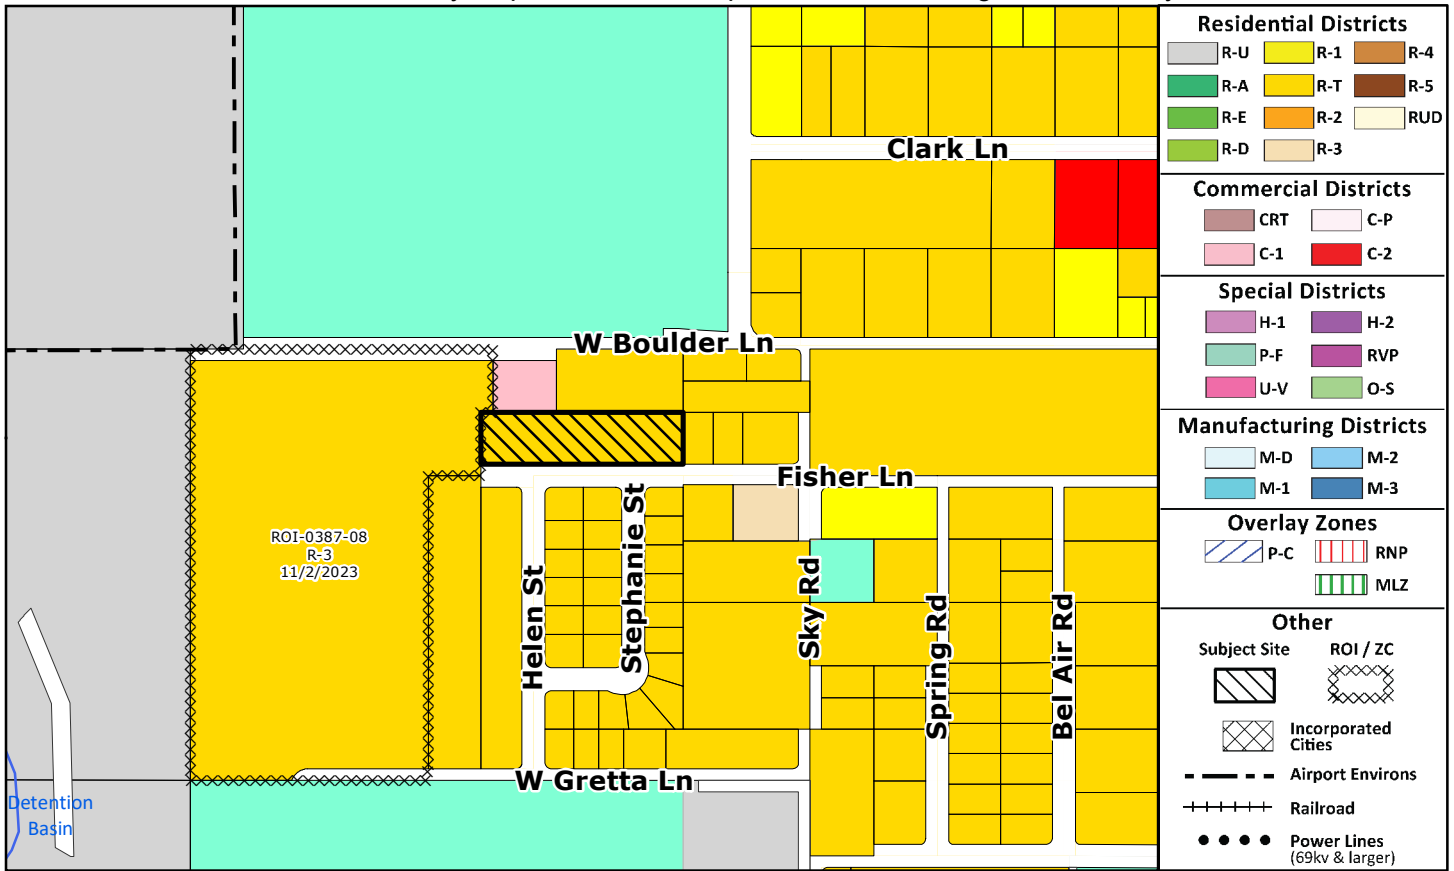 Clark Ln
W Boulder Ln
Fisher Ln
ROI-0387-08
R-3
11/2/2023
Helen St
Stephanie St
Sky Rd
Spring Rd
Bel Air Rd
W Gretta Ln
Detention
Basin
Residential Districts
R-U R-1 R-4
R-A R-T R-5
R-E R-2 RUD
R-D R-3
Commercial Districts
CRT C-P
C-1 C-2
Special Districts
H-1 H-2
P-F RVP
U-V O-S
Manufacturing Districts
M-D M-2
M-1 M-3
Overlay Zones
P-C RNP
MLZ
Other
Subject Site ROI / ZC
Incorporated
Cities
Airport Environs
Railroad
Power Lines
(69kv & larger)